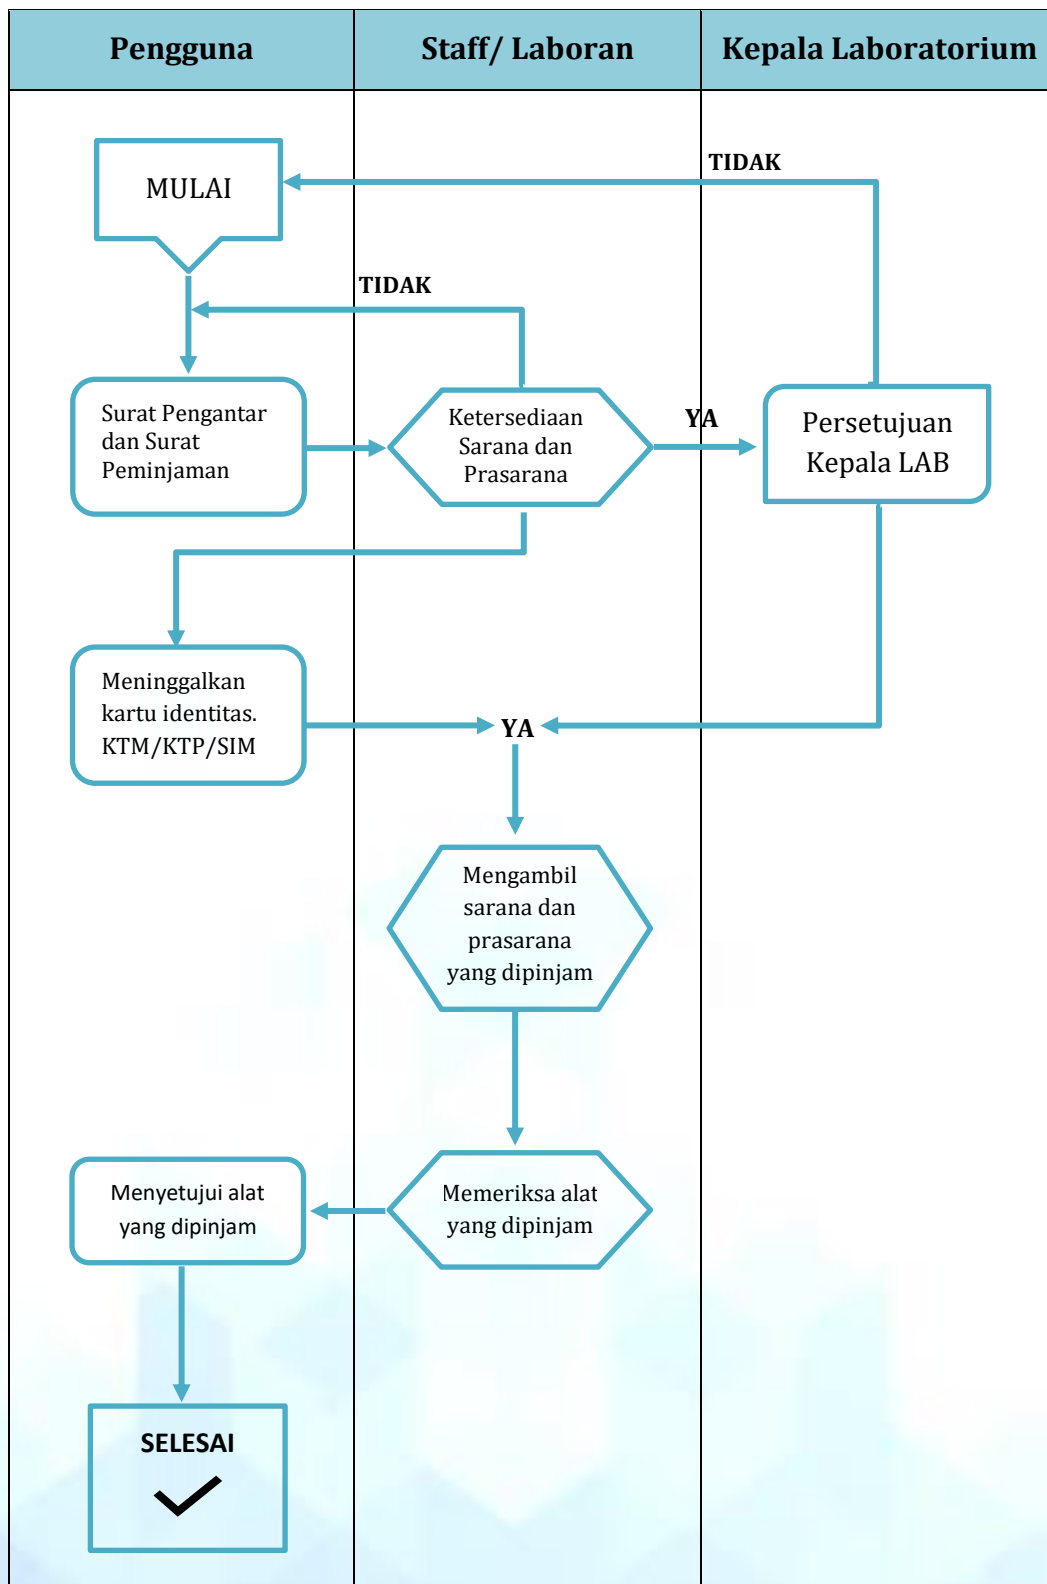 Pengguna
Staff/ Laboran
Kepala Laboratorium
MULAI
TIDAK
TIDAK
Surat Pengantar
dan Surat
Peminjaman
Ketersediaan
Sarana dan
Prasarana
YA
Persetujuan
Kepala LAB
Meninggalkan
kartu identitas.
KTM/KTP/SIM
YA
Mengambil
sarana dan
prasarana
yang dipinjam
Menyetujui alat
yang dipinjam
Memeriksa alat
yang dipinjam
SELESAI